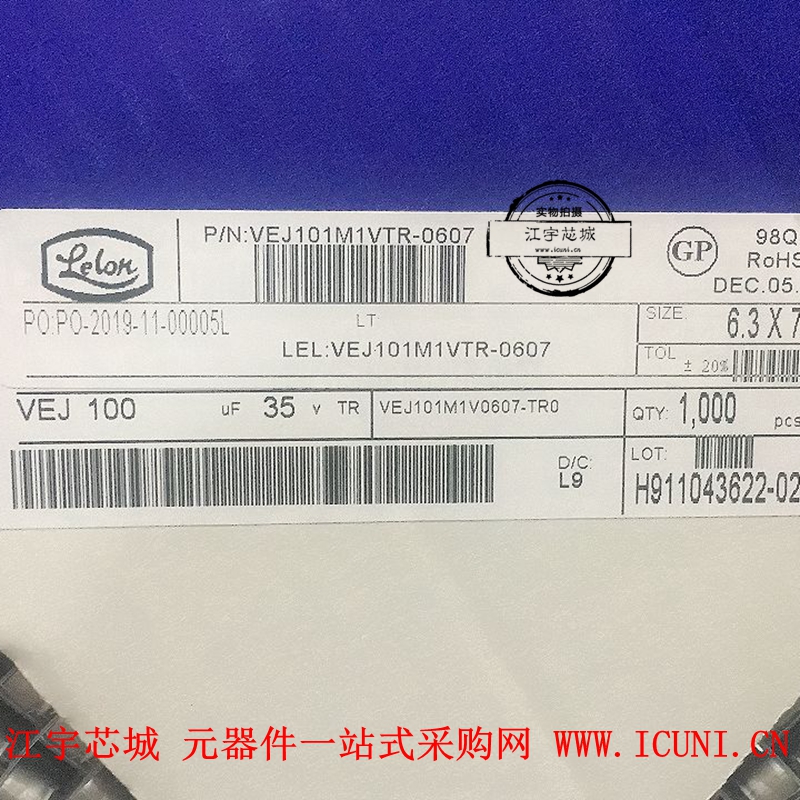 Lelon
P/N:VEJ101M1VTR-0607
实物拍摄
江宇芯城
www.icuni.cn
GP
98Q
RoHS
DEC.05.
PO:PO-2019-11-00005L
LT
LEL:VEJ101M1VTR-0607
SIZE:
6.3 X 7
TOL
± 20%
VEJ 100 uF 35 v TR
VEJ101M1V0607-TR0
QTY: 1,000 pcs
D/C:
L9
LOT:
H911043622-02
江宇芯城 元器件一站式采购网 WWW.ICUNI.CN